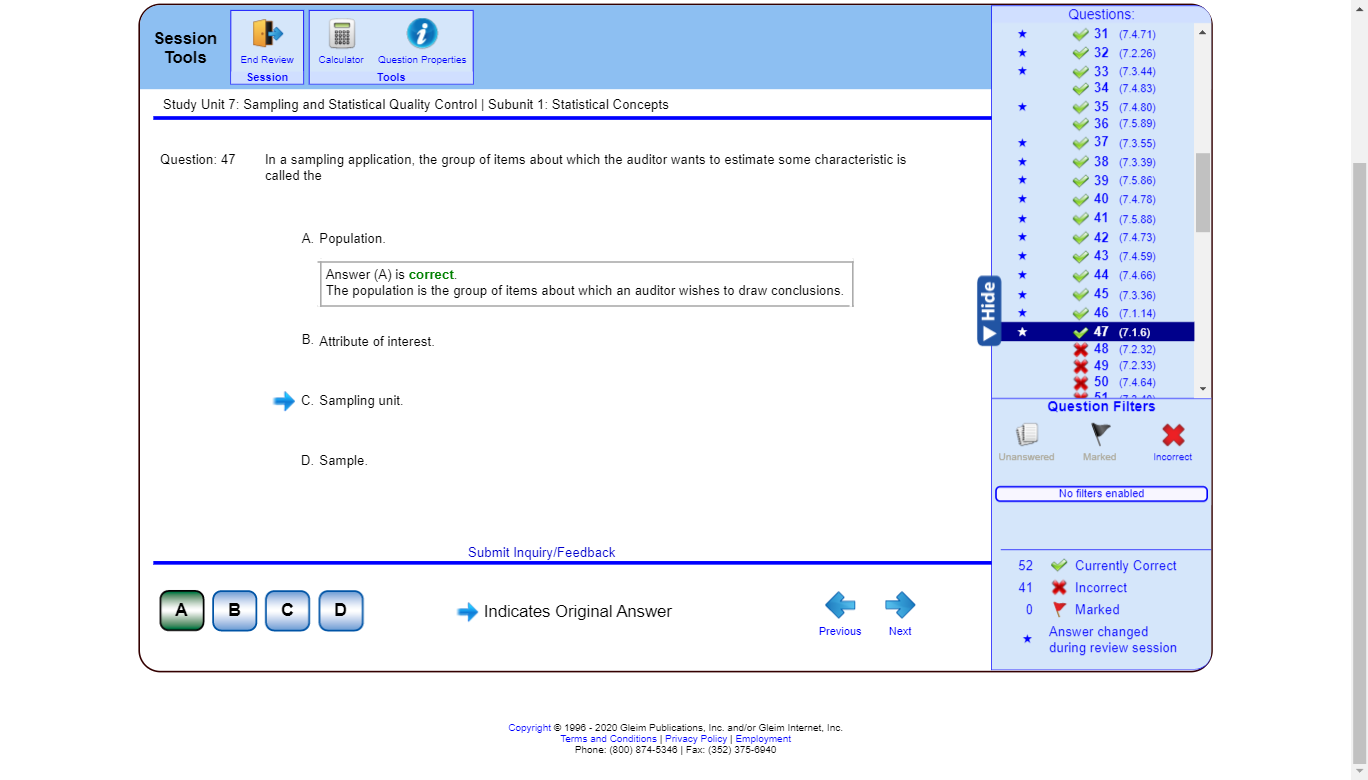 Session
Tools
End Review
Session
Calculator
Question Properties
Tools
Study Unit 7: Sampling and Statistical Quality Control | Subunit 1: Statistical Concepts
Question: 47
In a sampling application, the group of items about which the auditor wants to estimate some characteristic is
called the
A. Population.
Answer (A) is correct.
The population is the group of items about which an auditor wishes to draw conclusions.
B. Attribute of interest.
C. Sampling unit.
D. Sample.
Submit Inquiry/Feedback
A
B
C
D
Indicates Original Answer
Previous
Next
Hide
Questions:
31 (7.4.71)
32 (7.2.26)
33 (7.3.44)
34 (7.4.83)
35 (7.4.80)
36 (7.5.89)
37 (7.3.55)
38 (7.3.39)
39 (7.5.86)
40 (7.4.78)
41 (7.5.88)
42 (7.4.73)
43 (7.4.59)
44 (7.4.66)
45 (7.3.36)
46 (7.1.14)
47 (7.1.6)
48 (7.2.32)
49 (7.2.33)
50 (7.4.64)
51
Question Filters
Unanswered
Marked
Incorrect
No filters enabled
52 Currently Correct
41 Incorrect
0 Marked
Answer changed
during review session
Copyright © 1996 - 2020 Gleim Publications, Inc. and/or Gleim Internet, Inc.
Terms and Conditions | Privacy Policy | Employment
Phone: (800) 874-5346 | Fax: (352) 375-6940